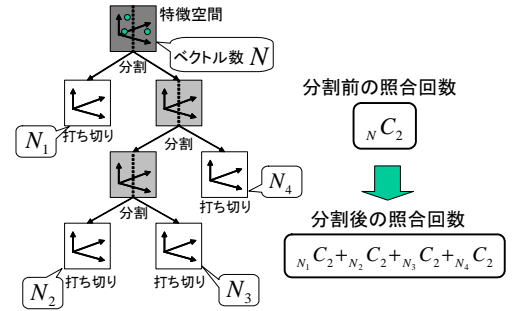 特徴空間
ベクトル数 N
分割
分割前の照合回数
N₁
打ち切り
分割
NC₂
分割
N₄
打ち切り
分割後の照合回数
N₁C₂+N₂C₂+N₃C₂+N₄C₂
N₂
打ち切り
打ち切り
N₃